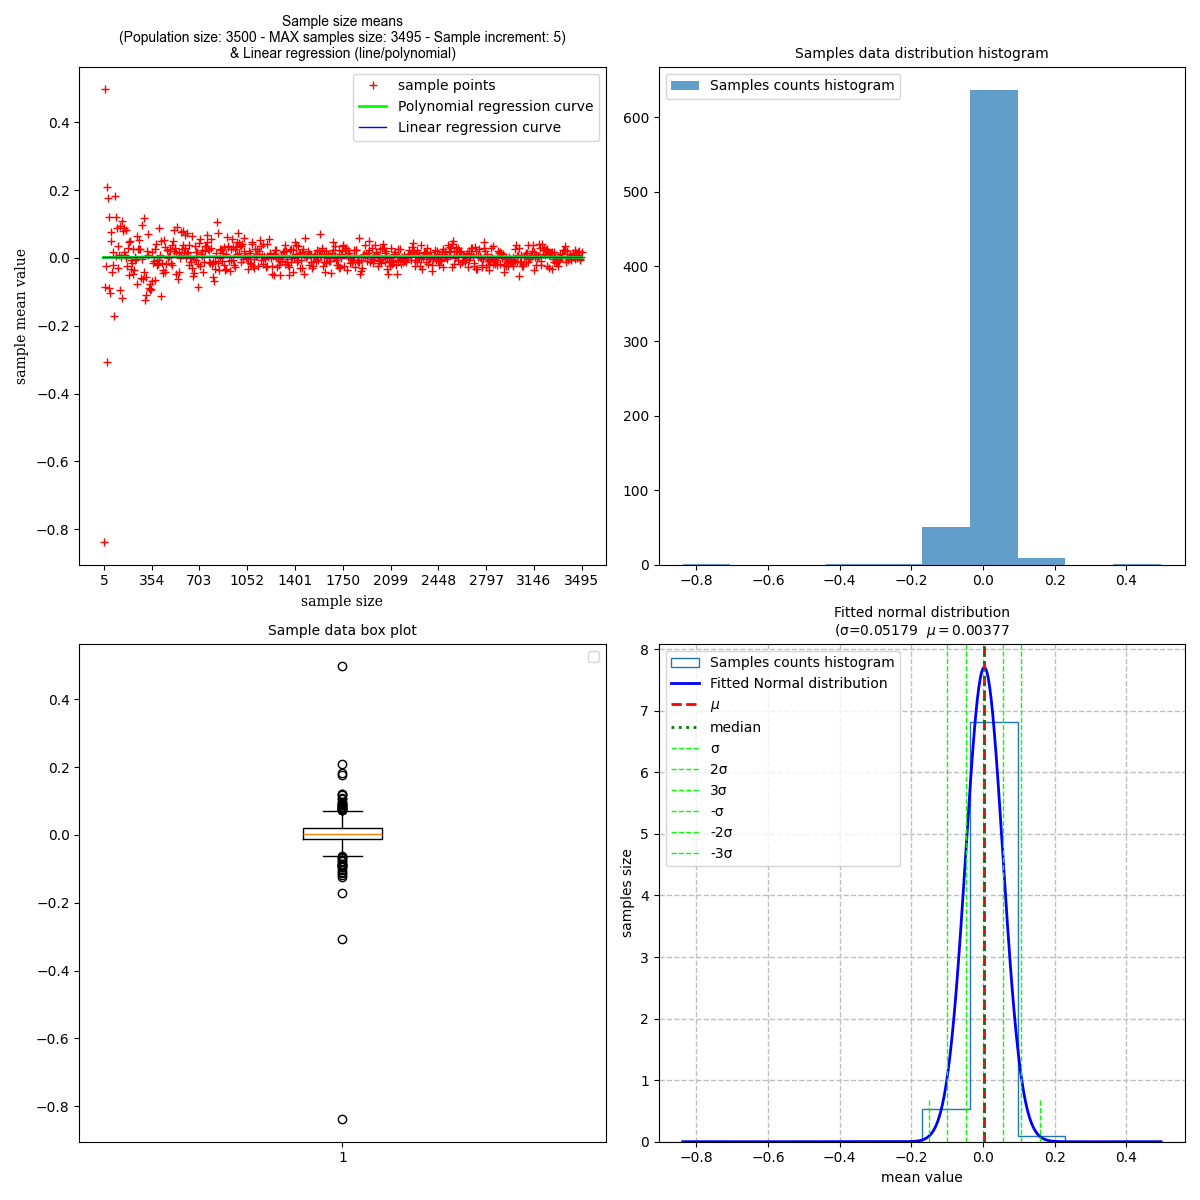 Sample size means
(Population size: 3500 - MAX samples size: 3495 - Sample increment: 5)
& Linear regression (line/polynomial)
sample points
Polynomial regression curve
Linear regression curve
0.4
0.2
0.0
−0.2
−0.4
−0.6
−0.8
sample mean value
5 354 703 1052 1401 1750 2099 2448 2797 3146 3495
sample size
Samples data distribution histogram
Samples counts histogram
600
500
400
300
200
100
0
−0.8 −0.6 −0.4 −0.2 0.0 0.2 0.4
Sample data box plot
0.4
0.2
0.0
−0.2
−0.4
−0.6
−0.8
1
Fitted normal distribution
(σ=0.05179 μ = 0.00377
Samples counts histogram
Fitted Normal distribution
μ
median
σ
2σ
3σ
-σ
-2σ
-3σ
8
7
6
5
4
3
2
1
0
samples size
−0.8 −0.6 −0.4 −0.2 0.0 0.2 0.4
mean value